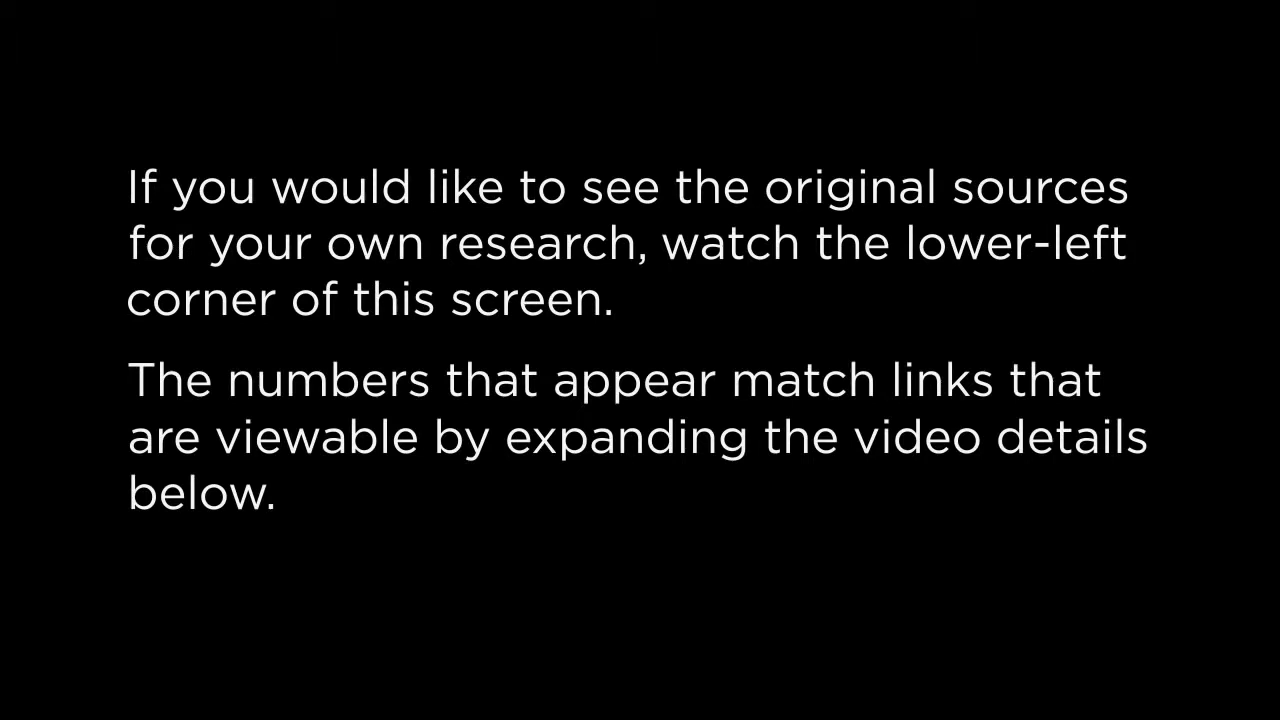 If you would like to see the original sources
for your own research, watch the lower-left
corner of this screen.
The numbers that appear match links that
are viewable by expanding the video details
below.